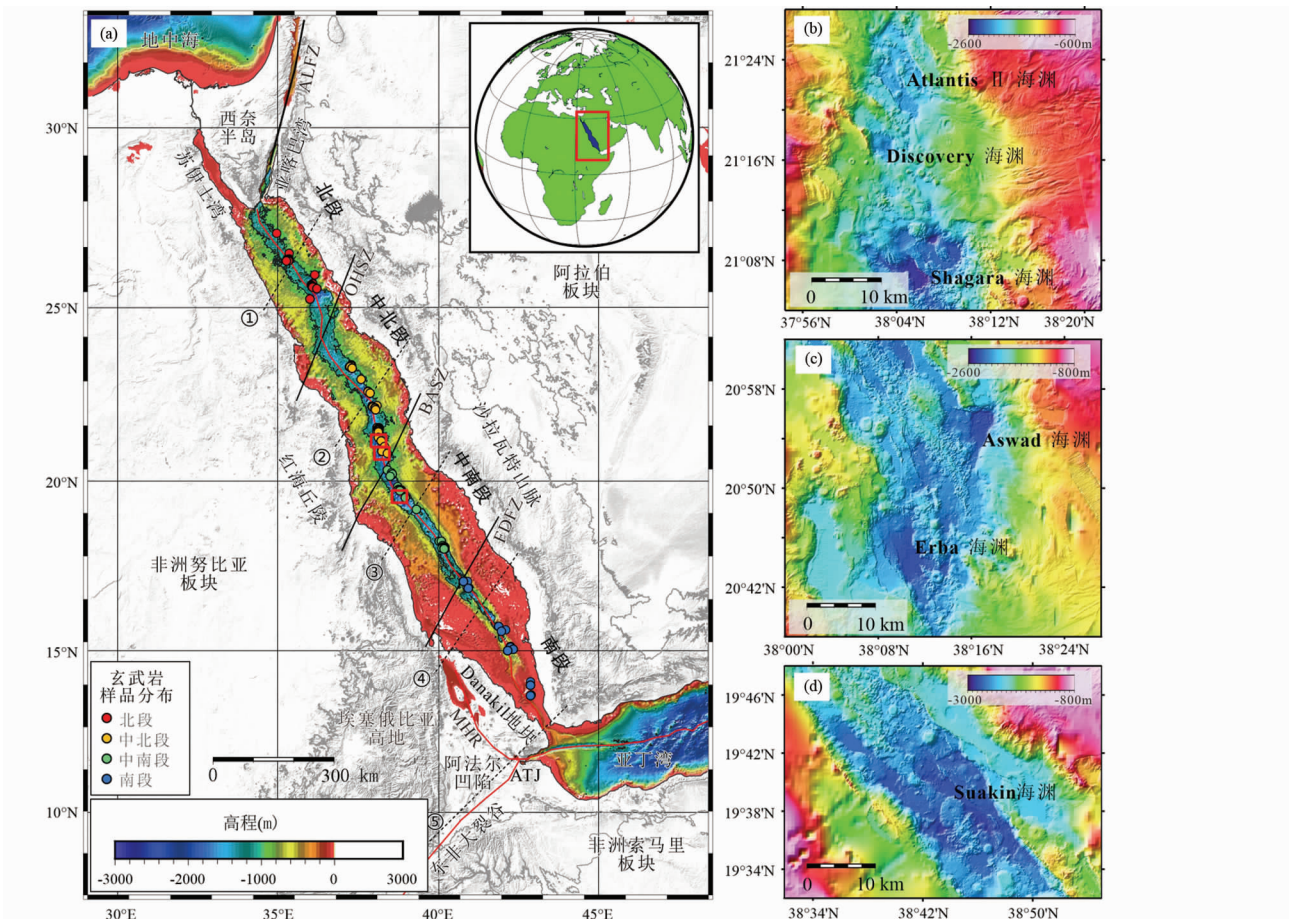 (a)
地中海
ALFZ
30°N
西奈
半岛
亚喀巴湾
苏伊士湾
北段
OHSZ
阿拉伯
板块
25°N
①
中北段
BASZ
沙拉瓦特山脉
②
20°N
红海丘陵
中南段
FDFZ
非洲努比亚
板块
③
15°N
南段
④
Danakil地块
玄武岩
样品分布
北段
中北段
中南段
南段
埃塞俄比亚
高地
MHR
阿法尔
凹陷
ATJ
亚丁湾
0 300 km
10°N
⑤
东非大裂谷
非洲索马里
板块
高程(m)
-3000 -2000 -1000 0 3000
30°E 35°E 40°E 45°E
(b)
-2600 -600m
21°24'N
Atlantis Ⅱ 海渊
21°16'N
Discovery 海渊
21°08'N
Shagara 海渊
0 10 km
37°56'N 38°04'N 38°12'N 38°20'N
(c)
-2600 -800m
20°58'N
Aswad 海渊
20°50'N
Erba 海渊
20°42'N
0 10 km
38°00'N 38°09'N 38°16'N 38°24'N
(d)
-3000 -800m
19°46'N
19°42'N
Suakin海渊
19°38'N
19°34'N
0 10 km
38°34'N 38°42'N 38°50'N